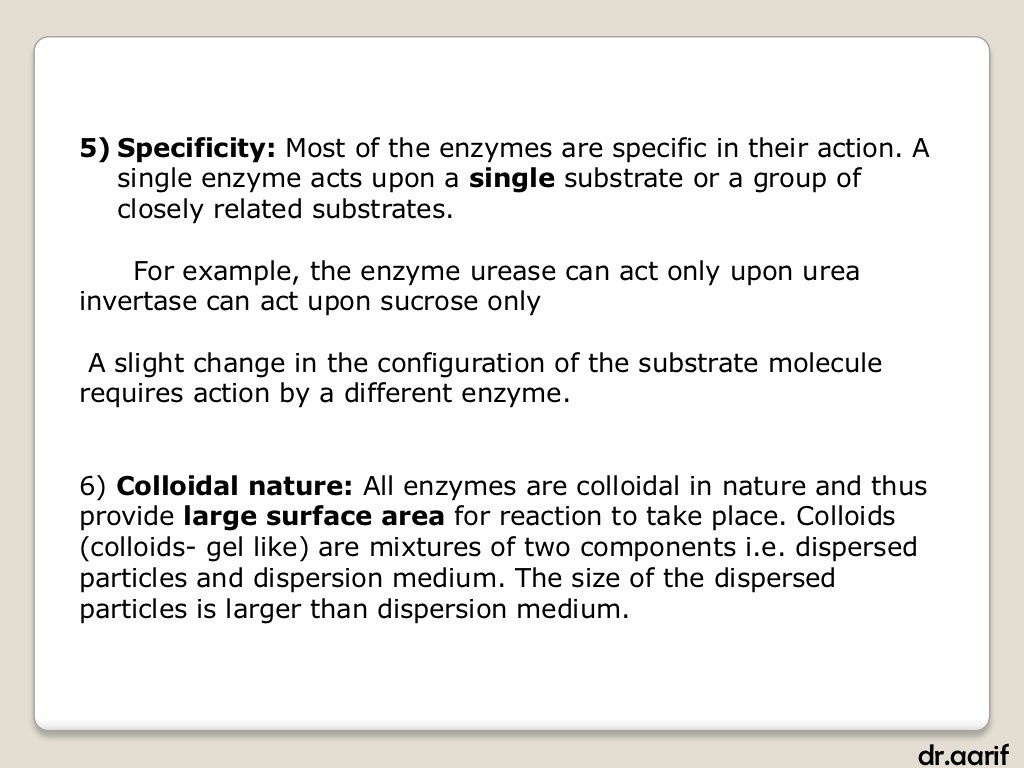 5) Specificity: Most of the enzymes are specific in their action. A
single enzyme acts upon a single substrate or a group of
closely related substrates.
For example, the enzyme urease can act only upon urea
invertase can act upon sucrose only
A slight change in the configuration of the substrate molecule
requires action by a different enzyme.
6) Colloidal nature: All enzymes are colloidal in nature and thus
provide large surface area for reaction to take place. Colloids
(colloids- gel like) are mixtures of two components i.e. dispersed
particles and dispersion medium. The size of the dispersed
particles is larger than dispersion medium.
dr.aarif